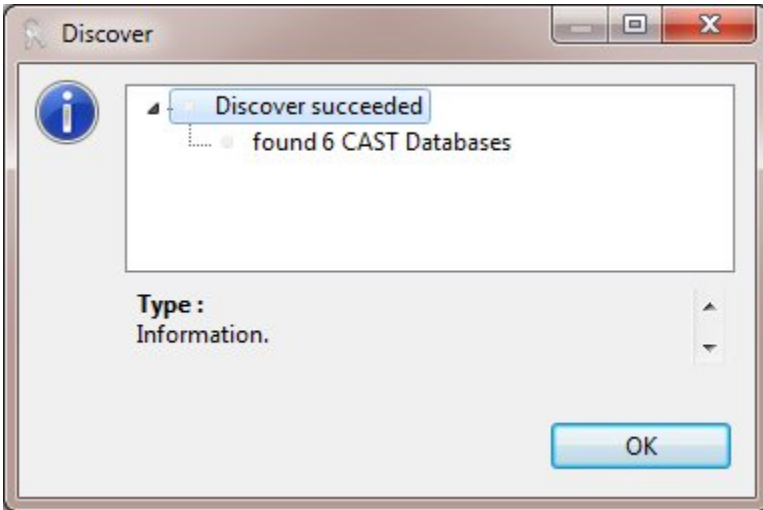 Discover
Discover succeeded
found 6 CAST Databases
Type :
Information.
OK